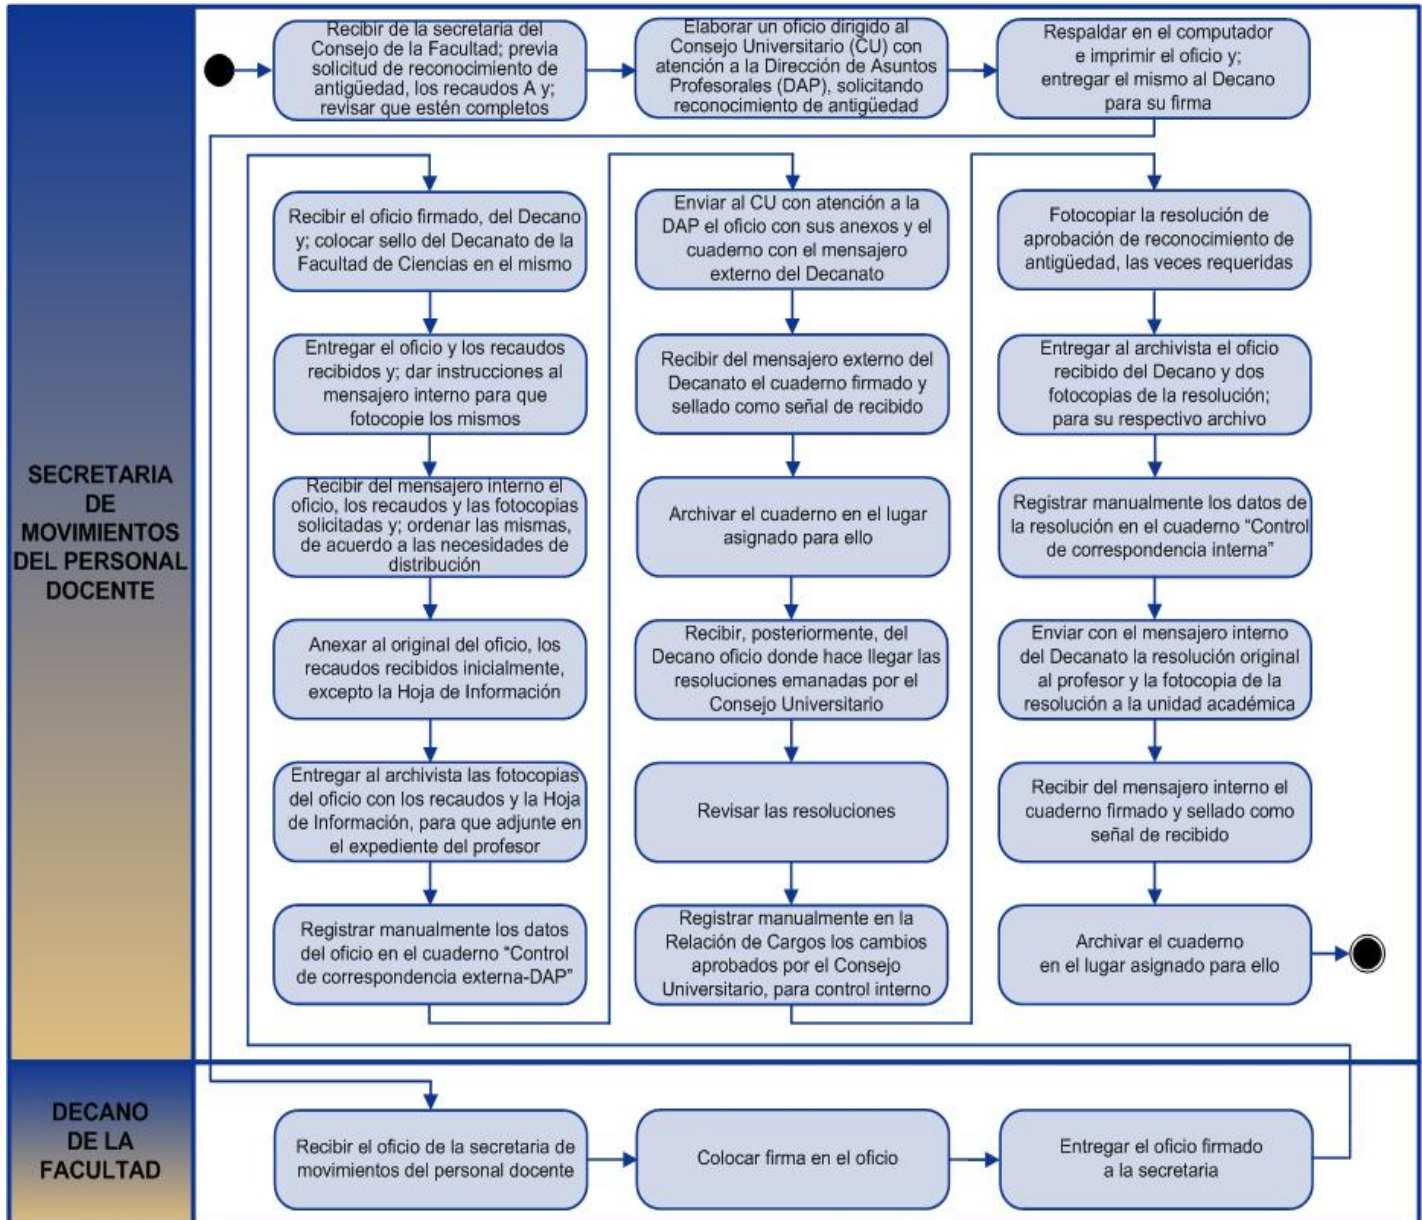 SECRETARIA
DE
MOVIMIENTOS
DEL PERSONAL
DOCENTE
Recibir de la secretaria del
Consejo de la Facultad; previa
solicitud de reconocimiento de
antigüedad, los recaudos A y;
revisar que estén completos
Elaborar un oficio dirigido al
Consejo Universitario (CU) con
atención a la Dirección de Asuntos
Profesorales (DAP), solicitando
reconocimiento de antigüedad
Respaldar en el computador
e imprimir el oficio y;
entregar el mismo al Decano
para su firma
Recibir el oficio firmado, del Decano
y; colocar sello del Decanato de la
Facultad de Ciencias en el mismo
Entregar el oficio y los recaudos
recibidos y; dar instrucciones al
mensajero interno para que
fotocopie los mismos
Recibir del mensajero interno el
oficio, los recaudos y las fotocopias
solicitadas y; ordenar las mismas,
de acuerdo a las necesidades de
distribución
Anexar al original del oficio, los
recaudos recibidos inicialmente,
excepto la Hoja de Información
Entregar al archivista las fotocopias
del oficio con los recaudos y la Hoja
de Información, para que adjunte en
el expediente del profesor
Registrar manualmente los datos
del oficio en el cuaderno “Control
de correspondencia externa-DAP”
Enviar al CU con atención a la
DAP el oficio con sus anexos y el
cuaderno con el mensajero
externo del Decanato
Recibir del mensajero externo del
Decanato el cuaderno firmado y
sellado como señal de recibido
Archivar el cuaderno en el lugar
asignado para ello
Recibir, posteriormente, del
Decano oficio donde hace llegar las
resoluciones emanadas por el
Consejo Universitario
Revisar las resoluciones
Registrar manualmente en la
Relación de Cargos los cambios
aprobados por el Consejo
Universitario, para control interno
Fotocopiar la resolución de
aprobación de reconocimiento de
antigüedad, las veces requeridas
Entregar al archivista el oficio
recibido del Decano y dos
fotocopias de la resolución;
para su respectivo archivo
Registrar manualmente los datos de
la resolución en el cuaderno “Control
de correspondencia interna”
Enviar con el mensajero interno
del Decanato la resolución original
al profesor y la fotocopia de la
resolución a la unidad académica
Recibir del mensajero interno el
cuaderno firmado y sellado como
señal de recibido
Archivar el cuaderno
en el lugar asignado para ello
DECANO
DE LA
FACULTAD
Recibir el oficio de la secretaria de
movimientos del personal docente
Colocar firma en el oficio
Entregar el oficio firmado
a la secretaria